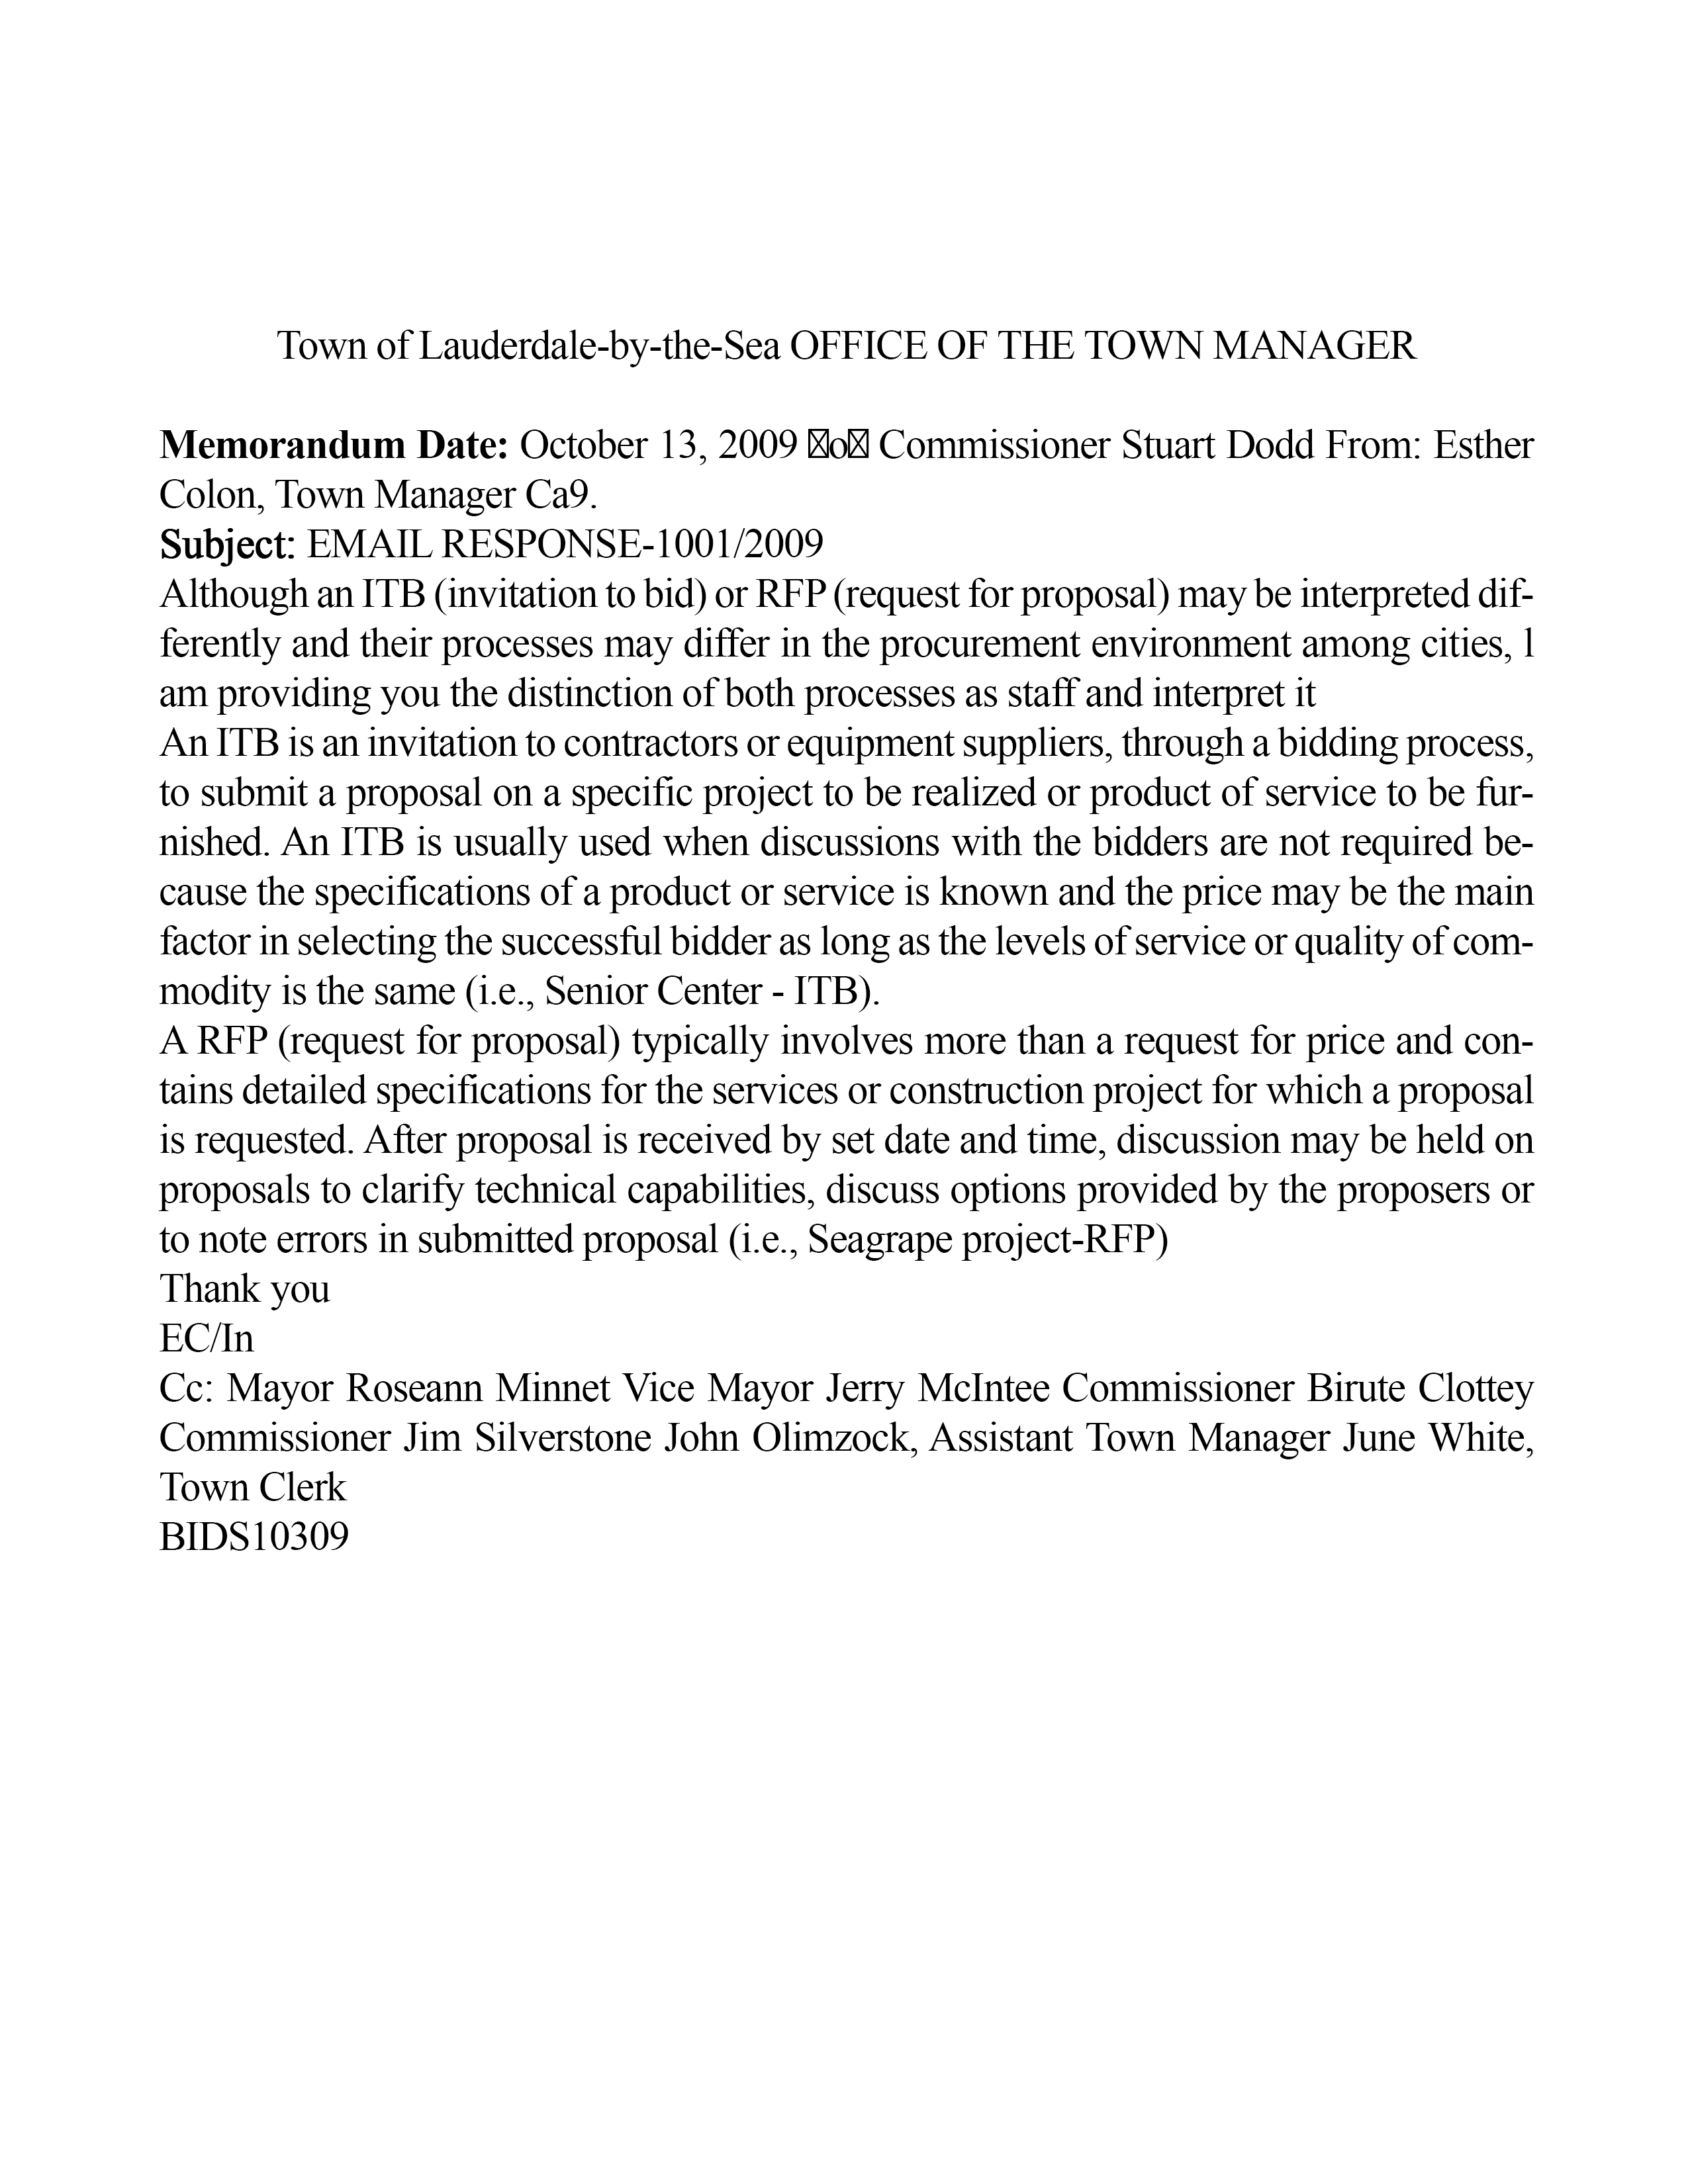 Town of Lauderdale-by-the-Sea OFFICE OF THE TOWN MANAGER
Memorandum Date: October 13, 2009 o Commissioner Stuart Dodd From: Esther
Colon, Town Manager Ca9.
Subject: EMAIL RESPONSE-1001/2009
Although an ITB (invitation to bid) or RFP (request for proposal) may be interpreted dif-
ferently and their processes may differ in the procurement environment among cities, l
am providing you the distinction of both processes as staff and interpret it
An ITB is an invitation to contractors or equipment suppliers, through a bidding process,
to submit a proposal on a specific project to be realized or product of service to be fur-
nished. An ITB is usually used when discussions with the bidders are not required be-
cause the specifications of a product or service is known and the price may be the main
factor in selecting the successful bidder as long as the levels of service or quality of com-
modity is the same (i.e., Senior Center - ITB).
A RFP (request for proposal) typically involves more than a request for price and con-
tains detailed specifications for the services or construction project for which a proposal
is requested. After proposal is received by set date and time, discussion may be held on
proposals to clarify technical capabilities, discuss options provided by the proposers or
to note errors in submitted proposal (i.e., Seagrape project-RFP)
Thank you
EC/In
Cc: Mayor Roseann Minnet Vice Mayor Jerry McIntee Commissioner Birute Clottey
Commissioner Jim Silverstone John Olimzock, Assistant Town Manager June White,
Town Clerk
BIDS10309